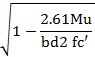 √(1 − 2.61Mu / bd2 fc′)